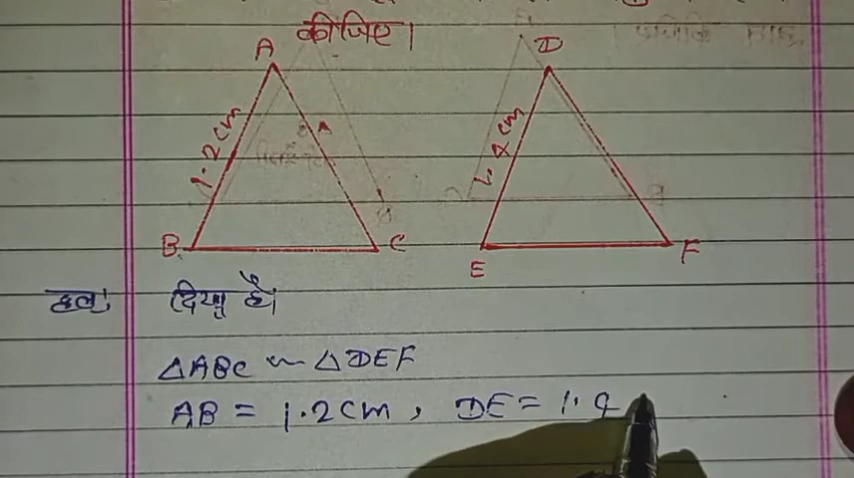 कीजिए।
A
D
1.2 cm
1.4 cm
B
C
E
F
हल:
△ABC ~ △DEF
AB = 1.2 cm, DE = 1.4